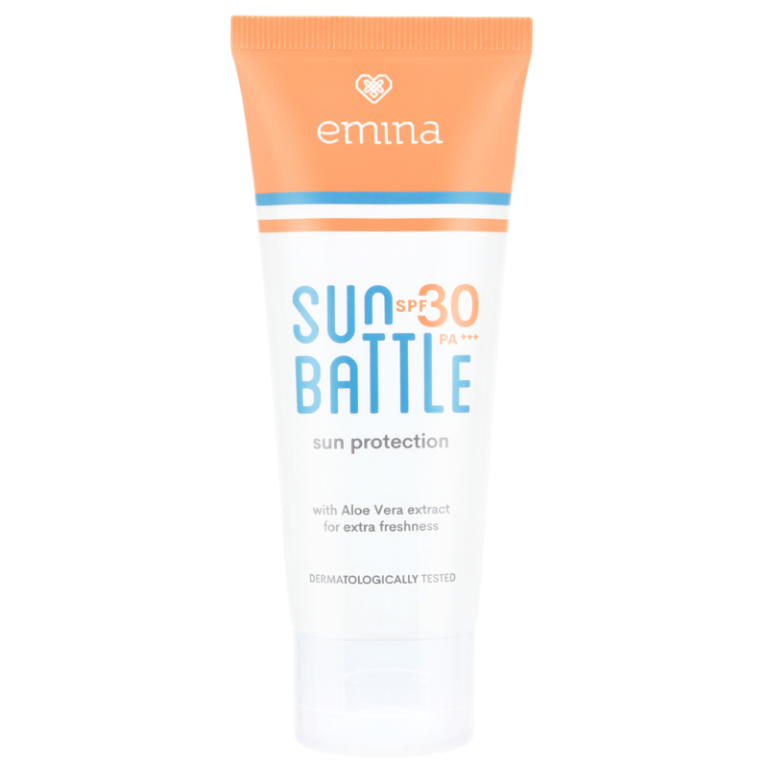 emina
SUN SPF 30
PA +++
BATTLE
sun protection
with Aloe Vera extract
for extra freshness
DERMATOLOGICALLY TESTED